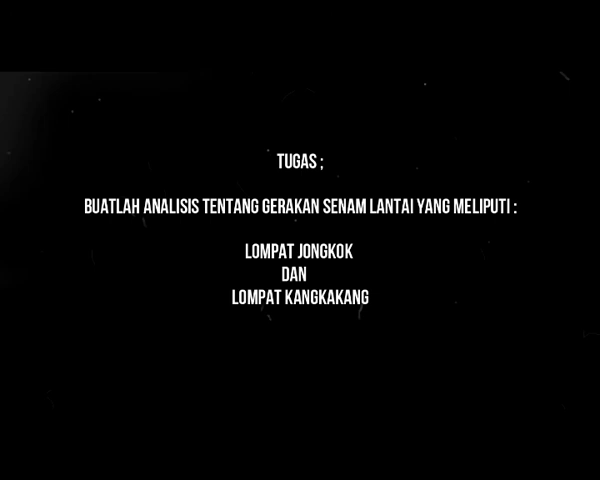 TUGAS ;
BUATLAH ANALISIS TENTANG GERAKAN SENAM LANTAI YANG MELIPUTI :
LOMPAT JONGKOK
DAN
LOMPAT KANGKAKANG